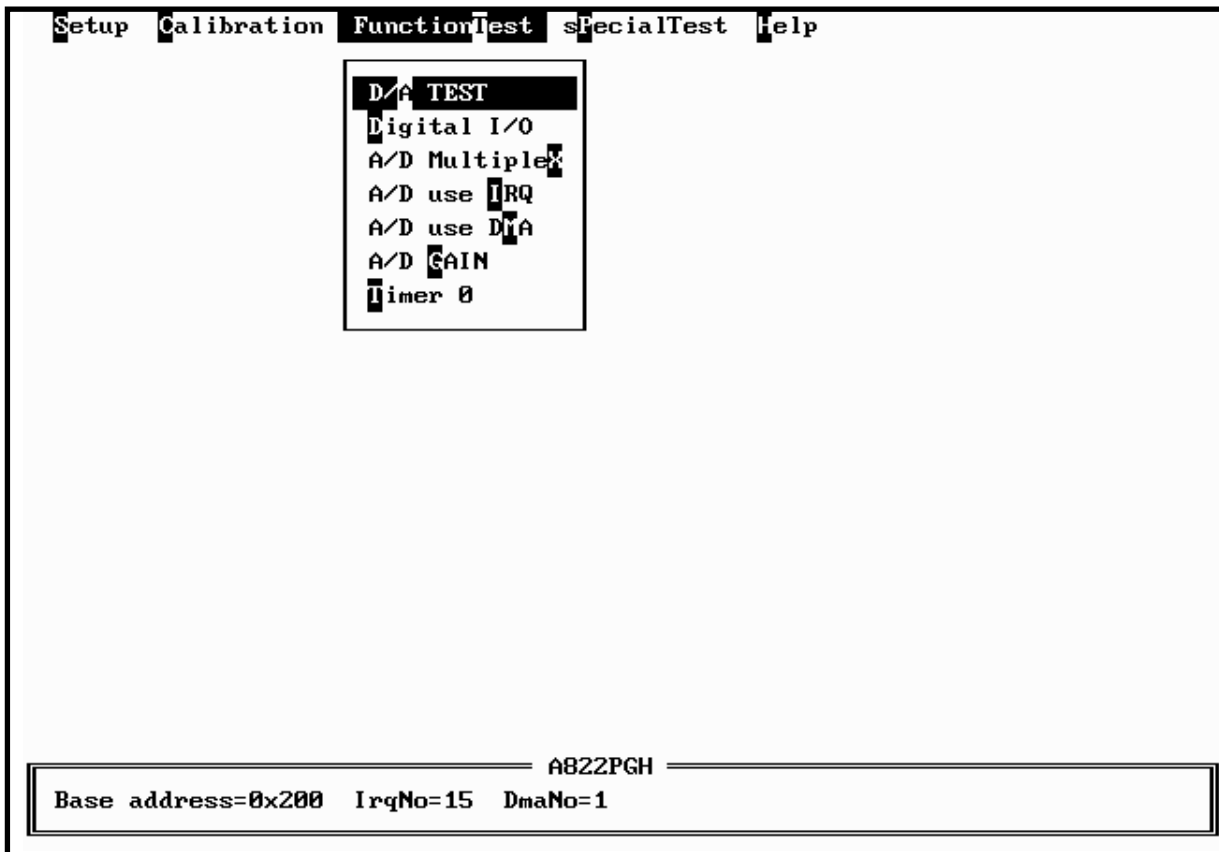 Setup Calibration FunctionTest sPecialTest Help
D/A TEST
Digital I/O
A/D MultipleX
A/D use IRQ
A/D use DMA
A/D GAIN
Timer 0
A822PGH
Base address=0x200 IrqNo=15 DmaNo=1